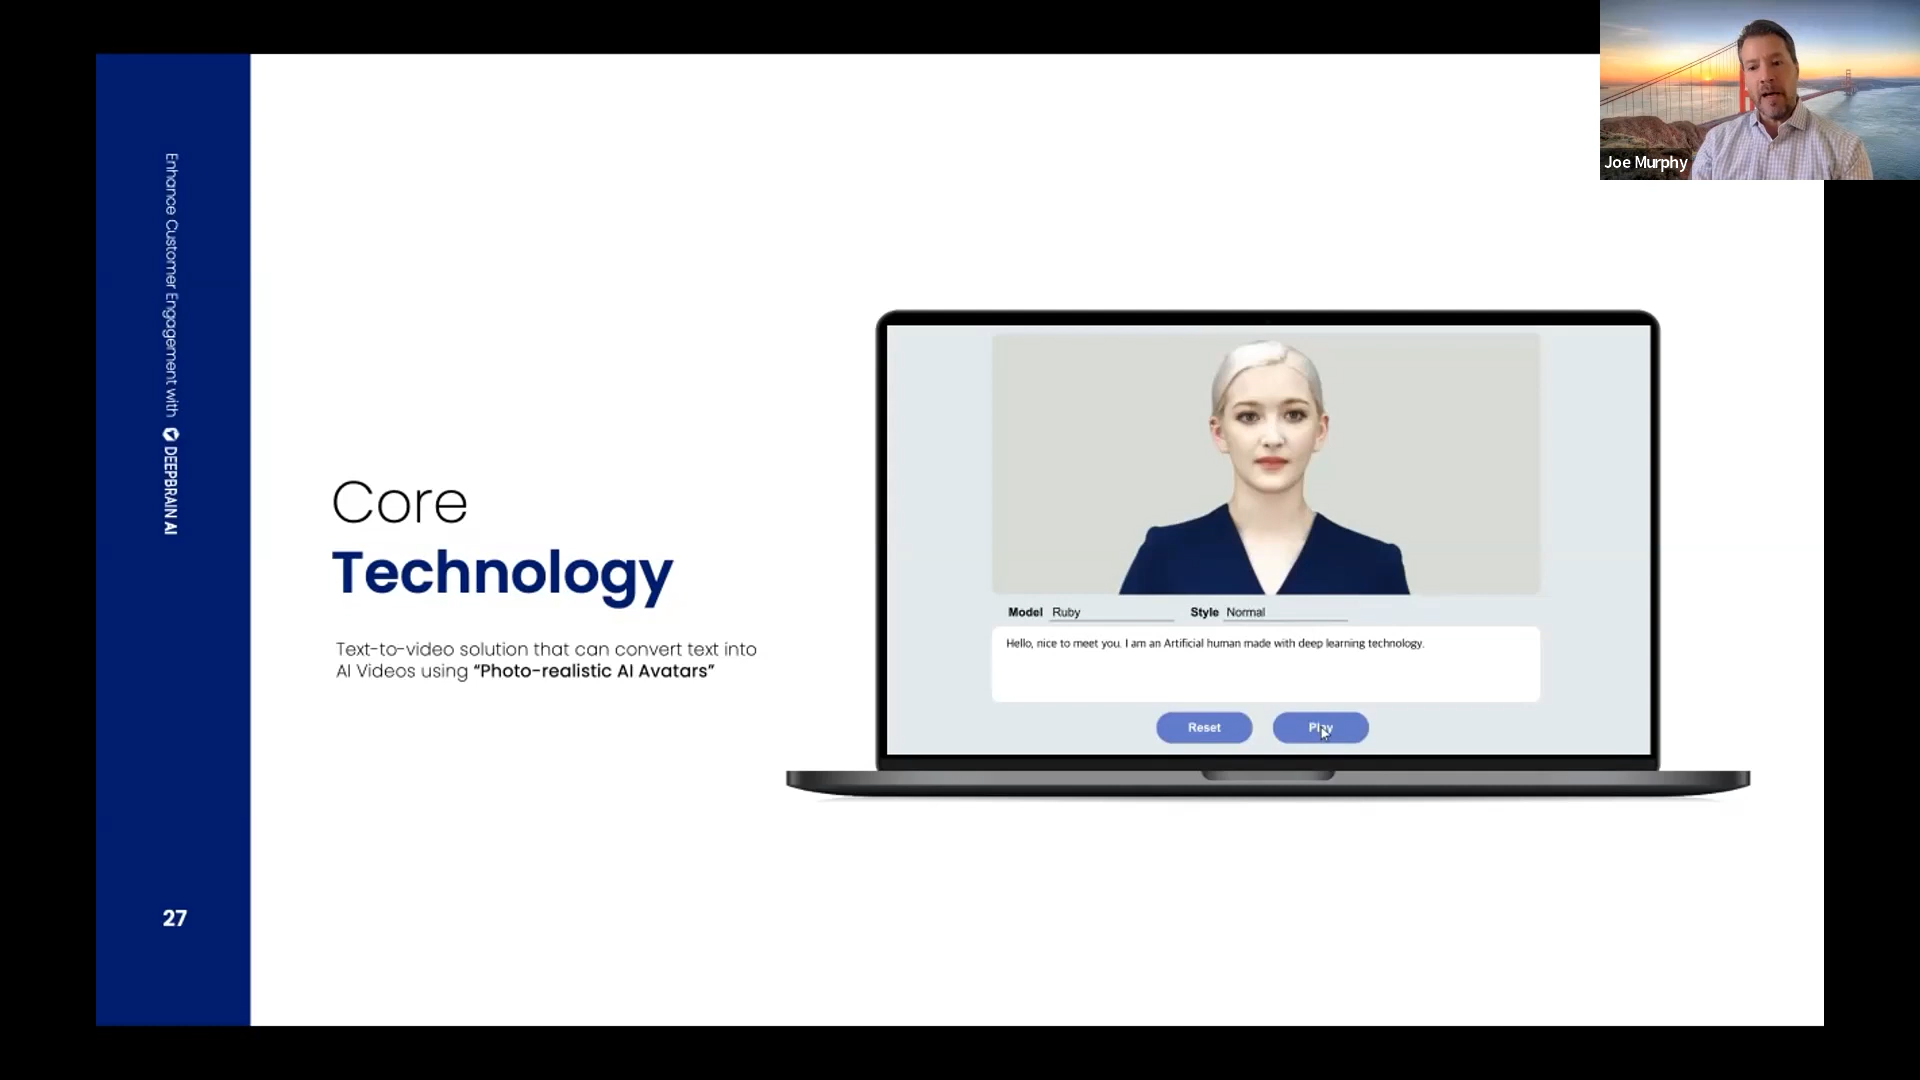 Joe Murphy
Enhance Customer Engagement with DEEPBRAIN AI
Core
Technology
Text-to-video solution that can convert text into
AI Videos using “Photo-realistic AI Avatars”
Model Ruby Style Normal
Hello, nice to meet you. I am an Artificial human made with deep learning technology.
Reset Play
27